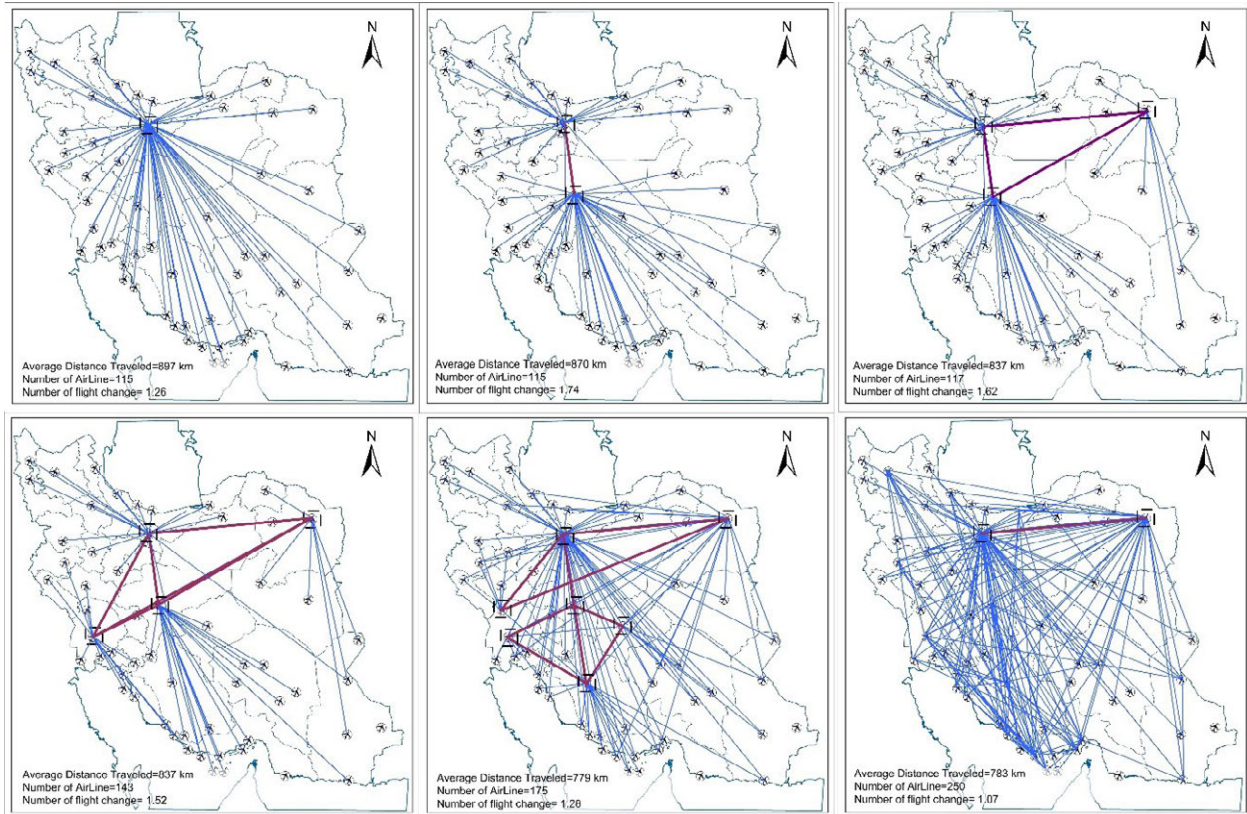 N
N
N
Average Distance Traveled=897 km
Number of AirLine=115
Number of flight change= 1.26
Average Distance Traveled=870 km
Number of AirLine=115
Number of flight change= 1.74
Average Distance Traveled=837 km
Number of AirLine=117
Number of flight change= 1.62
N
N
N
Average Distance Traveled=837 km
Number of AirLine=143
Number of flight change= 1.52
Average Distance Traveled=779 km
Number of AirLine=175
Number of flight change= 1.28
Average Distance Traveled=783 km
Number of AirLine=250
Number of flight change= 1.07